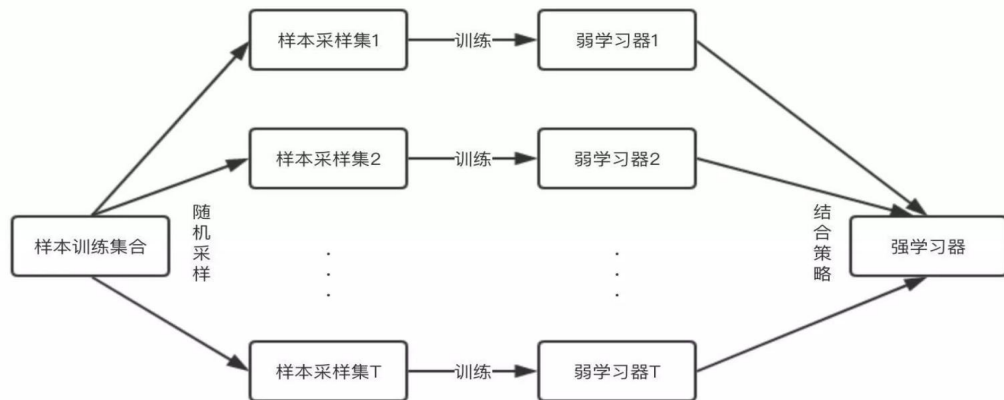 样本采样集1
训练
弱学习器1
样本采样集2
训练
弱学习器2
样本训练集合
随机采样
结合策略
强学习器
样本采样集T
训练
弱学习器T